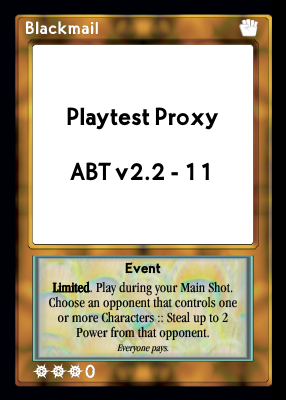 Blackmail
Playtest Proxy
ABT v2.2 - 11
Event
Limited. Play during your Main Shot.
Choose an opponent that controls one
or more Characters :: Steal up to 2
Power from that opponent.
Everyone pays.
0